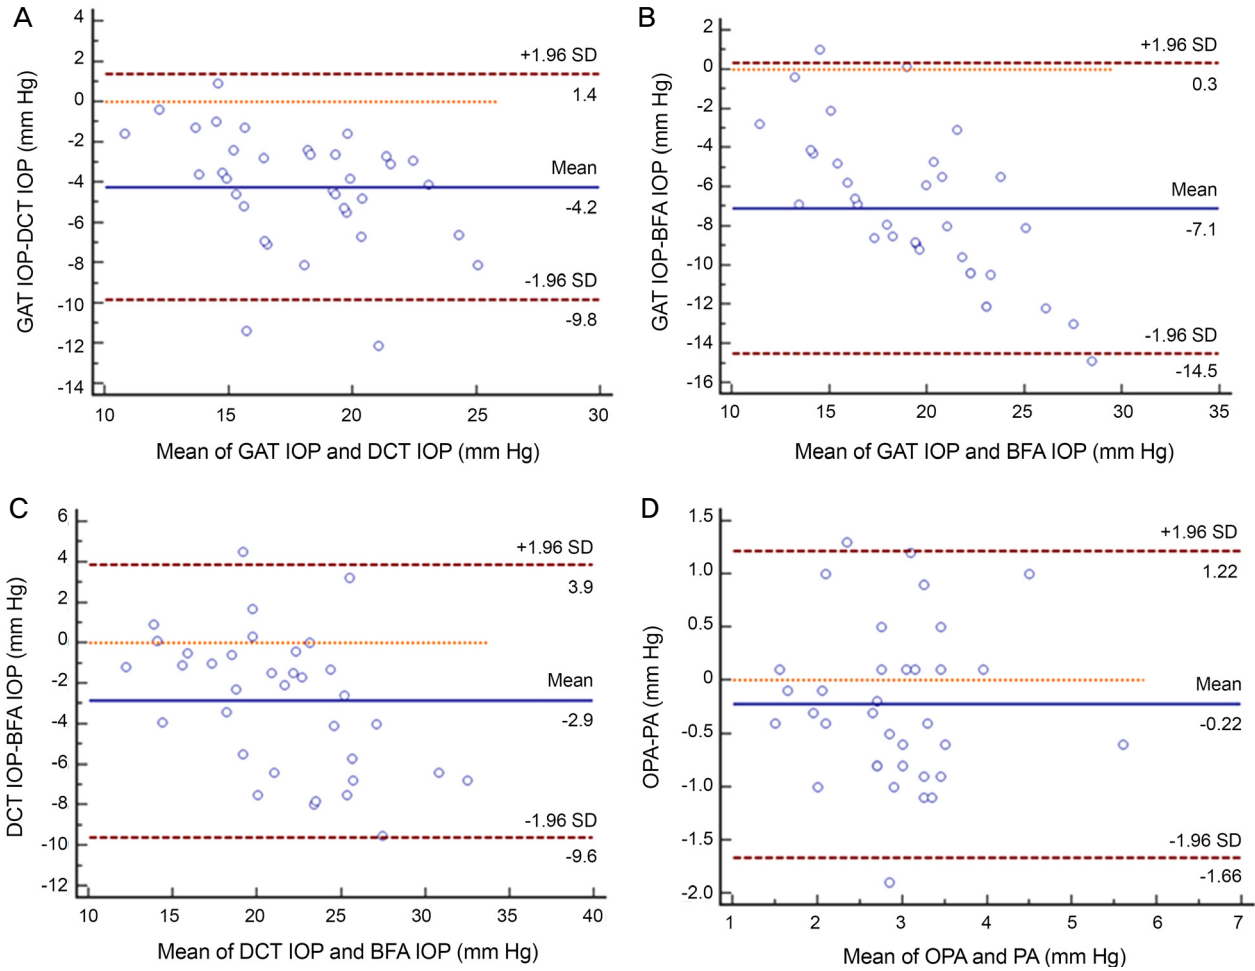 A
GAT IOP-DCT IOP (mm Hg)
4
2
0
-2
-4
-6
-8
-10
-12
-14
+1.96 SD
1.4
Mean
-4.2
-1.96 SD
-9.8
10 15 20 25 30
Mean of GAT IOP and DCT IOP (mm Hg)
B
GAT IOP-BFA IOP (mm Hg)
2
0
-2
-4
-6
-8
-10
-12
-14
-16
+1.96 SD
0.3
Mean
-7.1
-1.96 SD
-14.5
10 15 20 25 30 35
Mean of GAT IOP and BFA IOP (mm Hg)
C
DCT IOP-BFA IOP (mm Hg)
6
4
2
0
-2
-4
-6
-8
-10
-12
+1.96 SD
3.9
Mean
-2.9
-1.96 SD
-9.6
10 15 20 25 30 35 40
Mean of DCT IOP and BFA IOP (mm Hg)
D
OPA-PA (mm Hg)
1.5
1.0
0.5
0
-0.5
-1.0
-1.5
-2.0
+1.96 SD
1.22
Mean
-0.22
-1.96 SD
-1.66
1 2 3 4 5 6 7
Mean of OPA and PA (mm Hg)